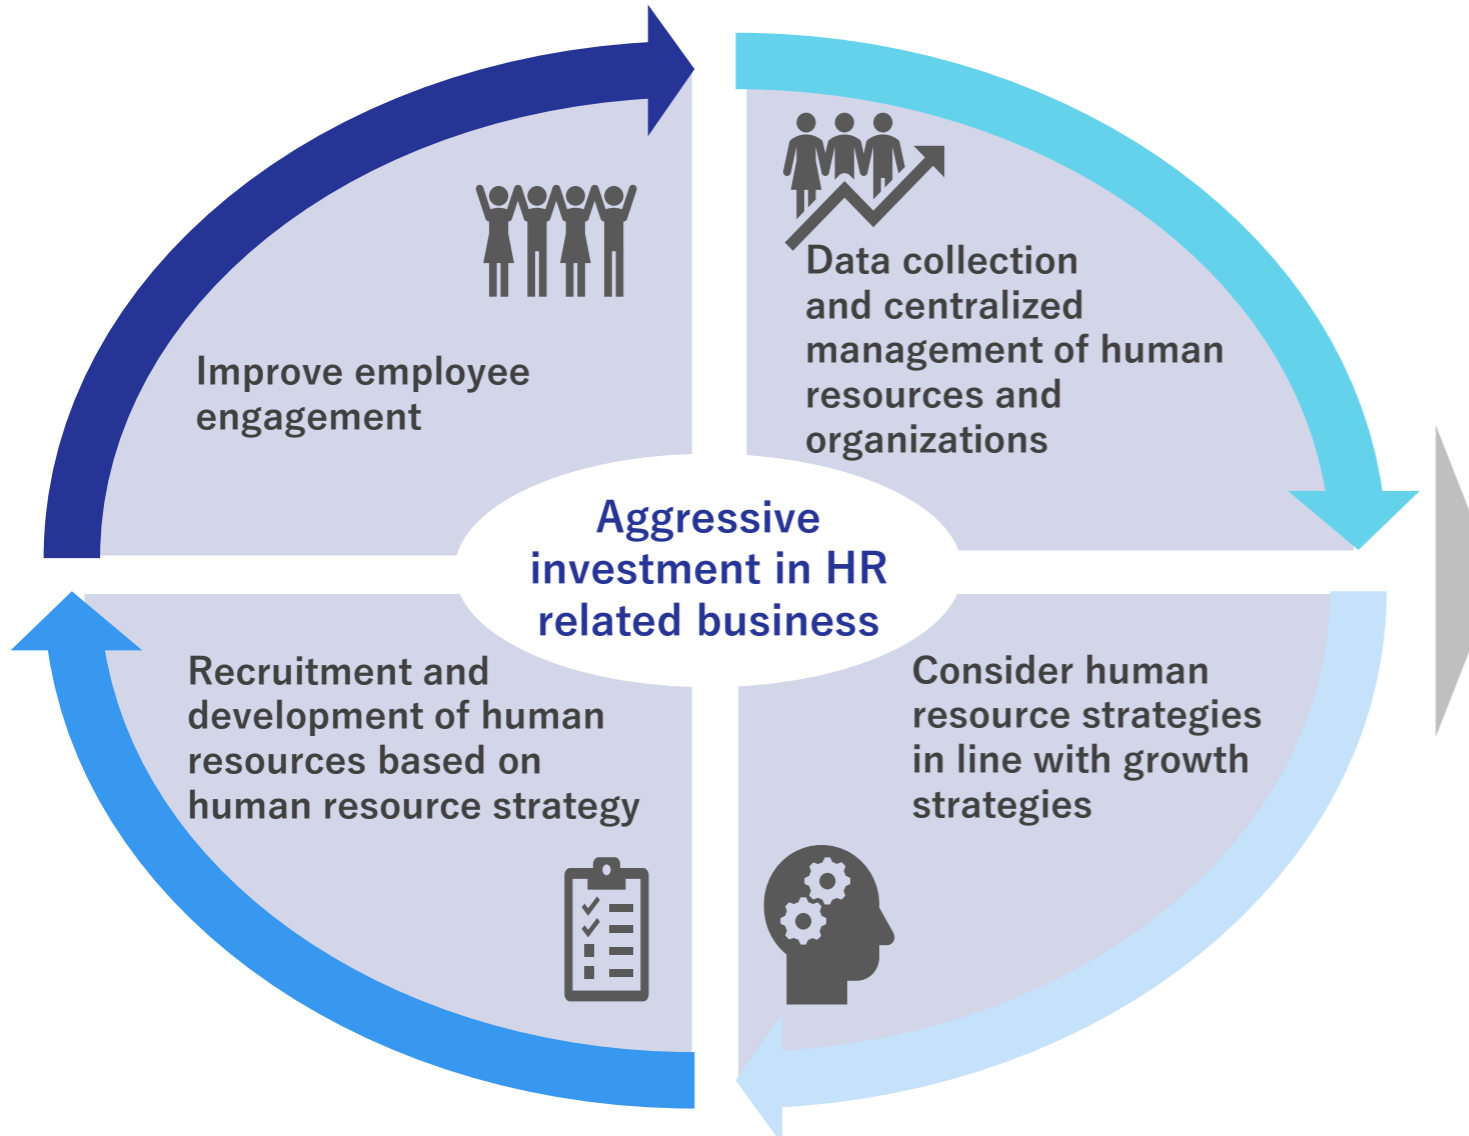 Improve employee
engagement
Data collection
and centralized
management of human
resources and
organizations
Aggressive
investment in HR
related business
Recruitment and
development of human
resources based on
human resource strategy
Consider human
resource strategies
in line with growth
strategies